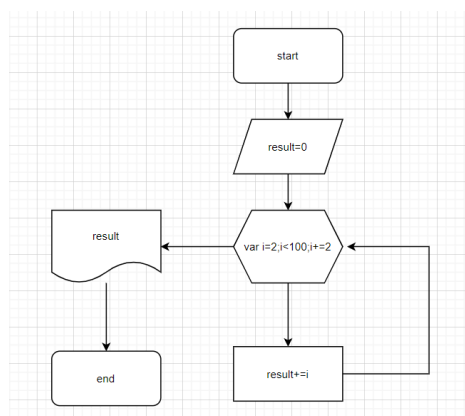 start
result=0
var i=2;i<100;i+=2
result
result+=i
end